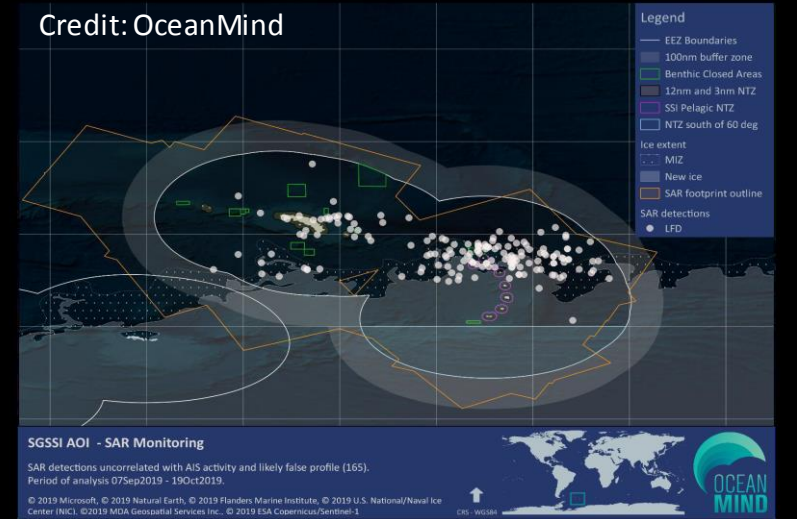 Credit: OceanMind
Legend
EEZ Boundaries
100nm buffer zone
Benthic Closed Areas
12nm and 3nm NTZ
SSI Pelagic NTZ
NTZ south of 60 deg
Ice extent
MIZ
New ice
SAR footprint outline
SAR detections
LFD
SGSSI AOI - SAR Monitoring
SAR detections uncorrelated with AIS activity and likely false profile (165).
Period of analysis 07Sep2019 - 19Oct2019.
© 2019 Microsoft, © 2019 Natural Earth, © 2019 Flanders Marine Institute, © 2019 U.S. National/Naval Ice
Center (NIC), ©2019 MDA Geospatial Services Inc., © 2019 ESA Copernicus/Sentinel-1
CRS - WGS84
OCEAN
MIND